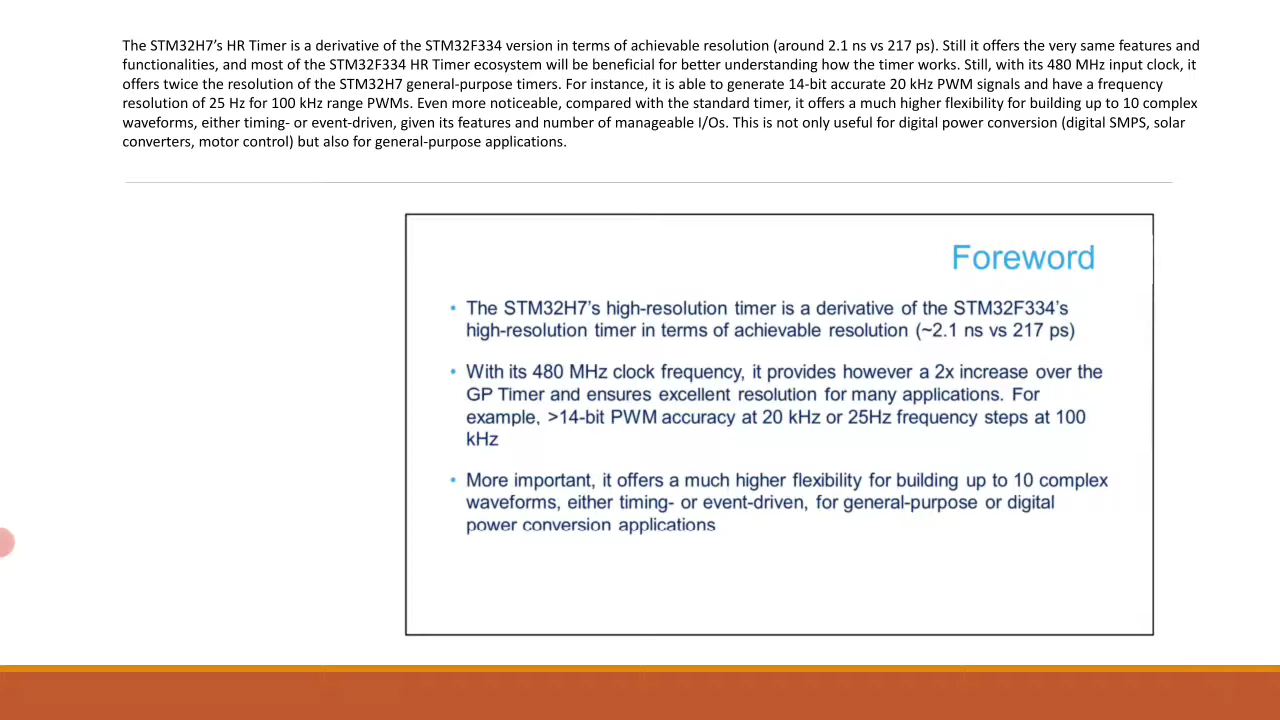 The STM32H7’s HR Timer is a derivative of the STM32F334 version in terms of achievable resolution (around 2.1 ns vs 217 ps). Still it offers the very same features and
functionalities, and most of the STM32F334 HR Timer ecosystem will be beneficial for better understanding how the timer works. Still, with its 480 MHz input clock, it
offers twice the resolution of the STM32H7 general-purpose timers. For instance, it is able to generate 14-bit accurate 20 kHz PWM signals and have a frequency
resolution of 25 Hz for 100 kHz range PWMs. Even more noticeable, compared with the standard timer, it offers a much higher flexibility for building up to 10 complex
waveforms, either timing- or event-driven, given its features and number of manageable I/Os. This is not only useful for digital power conversion (digital SMPS, solar
converters, motor control) but also for general-purpose applications.
Foreword
• The STM32H7’s high-resolution timer is a derivative of the STM32F334’s
high-resolution timer in terms of achievable resolution (~2.1 ns vs 217 ps)
• With its 480 MHz clock frequency, it provides however a 2x increase over the
GP Timer and ensures excellent resolution for many applications. For
example, >14-bit PWM accuracy at 20 kHz or 25Hz frequency steps at 100
kHz
• More important, it offers a much higher flexibility for building up to 10 complex
waveforms, either timing- or event-driven, for general-purpose or digital
power conversion applications